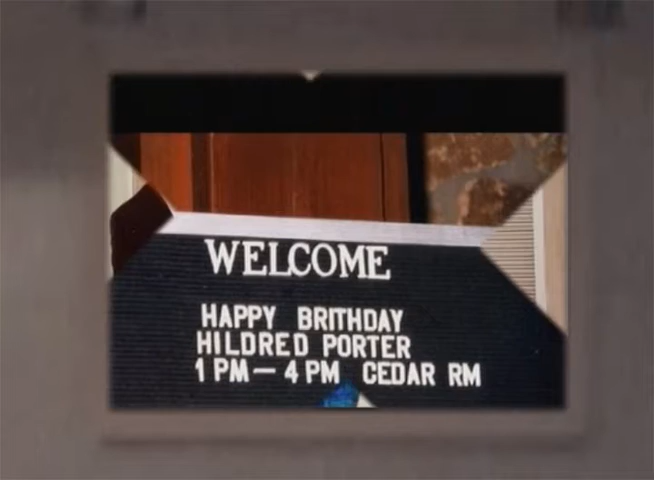 WELCOME
HAPPY BRITHDAY
HILDRED PORTER
1 PM — 4 PM CEDAR RM